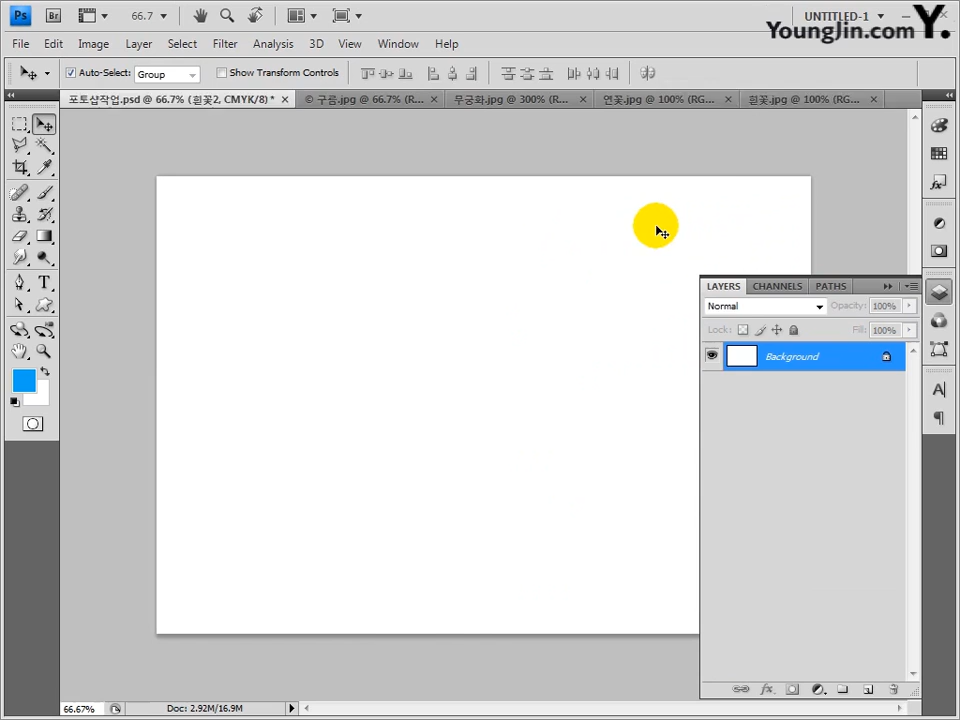 Ps Br 66.7 UNTITLED-1
YoungJin.com Y.
File Edit Image Layer Select Filter Analysis 3D View Window Help
Auto-Select: Group Show Transform Controls
포토샵작업.psd @ 66.7% (흰꽃2, CMYK/8) * × © 구름.jpg @ 66.7% (R... × 무궁화.jpg @ 300% (R... × 연꽃.jpg @ 100% (RG... × 흰꽃.jpg @ 100% (RG... ×
LAYERS CHANNELS PATHS
Normal Opacity: 100%
Lock: Fill: 100%
Background
66.67% Doc: 2.92M/16.9M